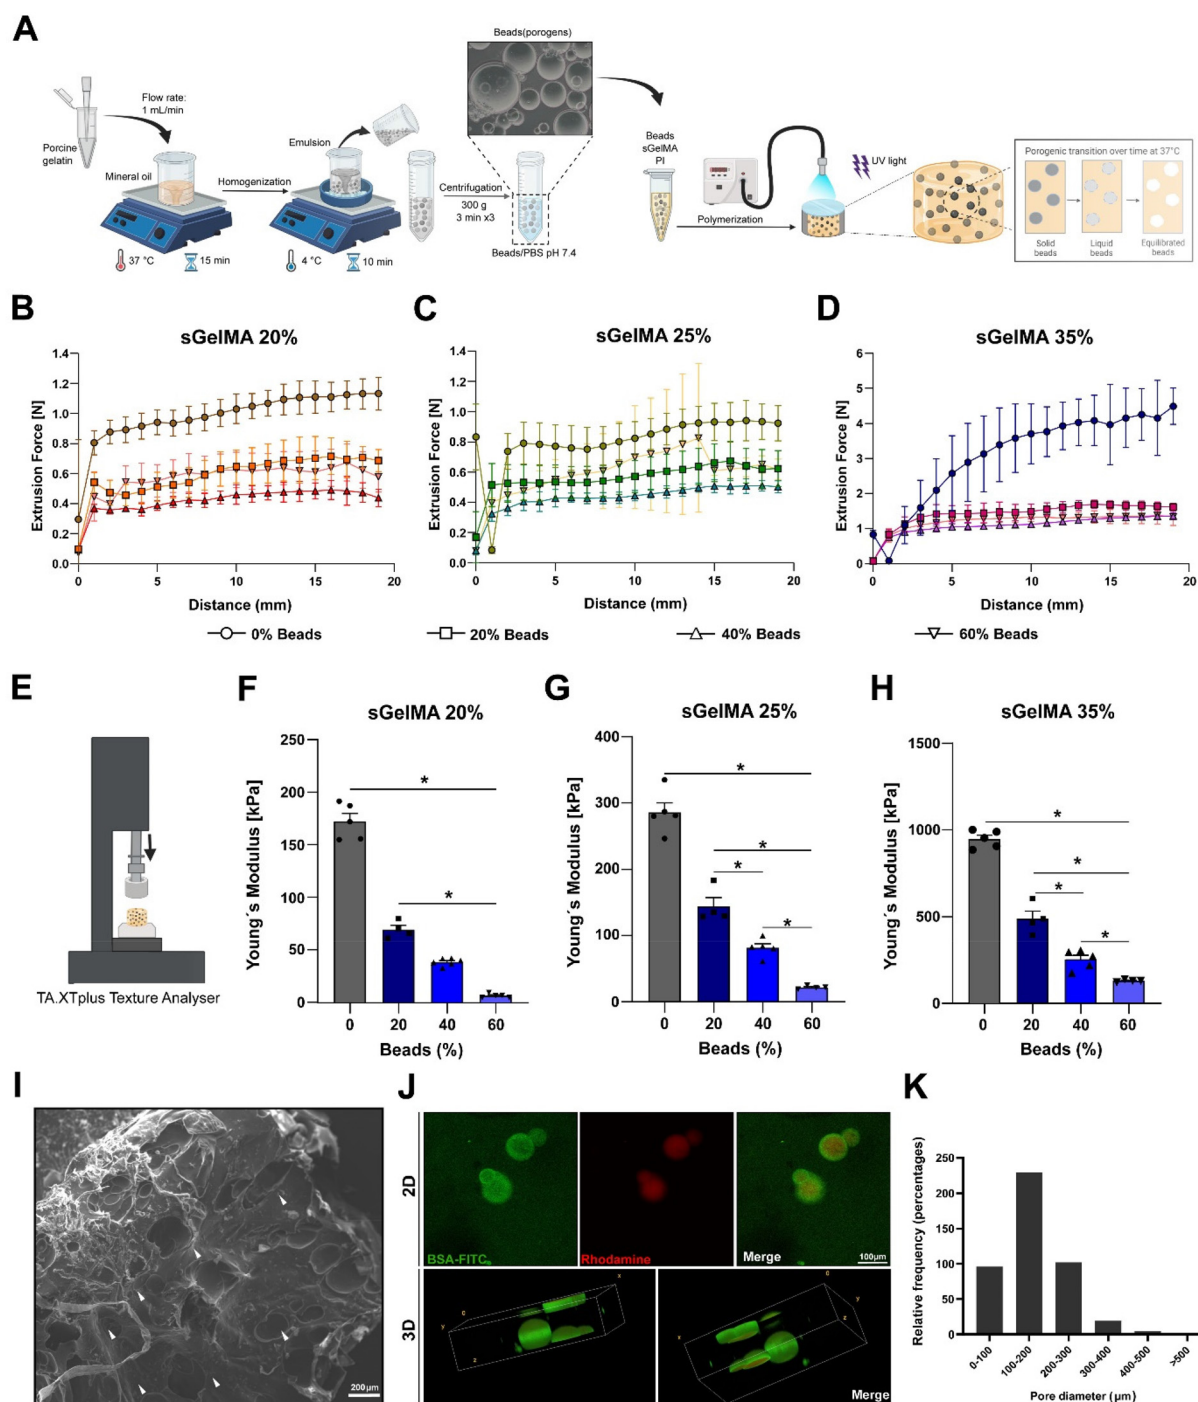 A
Beads(porogens)
Flow rate:
1 mL/min
Porcine
gelatin
Mineral oil
Homogenization
Emulsion
Centrifugation
300 g
3 min x3
Beads/PBS pH 7.4
37 °C
15 min
4 °C
10 min
Beads
sGelMA
PI
Polymerization
UV light
Porogenic transition over time at 37°C
Solid
beads
Liquid
beads
Equilibrated
beads
B
sGelMA 20%
Extrusion Force [N]
1.4
1.2
1.0
0.8
0.6
0.4
0.2
0.0
0 5 10 15 20
Distance (mm)
C
sGelMA 25%
Extrusion Force [N]
1.4
1.2
1.0
0.8
0.6
0.4
0.2
0.0
0 5 10 15 20
Distance (mm)
D
sGelMA 35%
Extrusion Force [N]
6
5
4
3
2
1
0
0 5 10 15 20
Distance (mm)
0% Beads
20% Beads
40% Beads
60% Beads
E
TA.XTplus Texture Analyser
F
sGelMA 20%
Young´s Modulus [kPa]
250
200
150
100
50
0
*
*
0 20 40 60
Beads (%)
G
sGelMA 25%
Young´s Modulus [kPa]
400
300
200
100
0
*
*
*
*
0 20 40 60
Beads (%)
H
sGelMA 35%
Young´s Modulus [kPa]
1500
1000
500
0
*
*
*
*
0 20 40 60
Beads (%)
I
200µm
J
2D
BSA-FITC
Rhodamine
Merge
100µm
3D
Merge
K
Relative frequency (percentages)
250
200
150
100
50
0
0-100
100-200
200-300
300-400
400-500
>500
Pore diameter (µm)